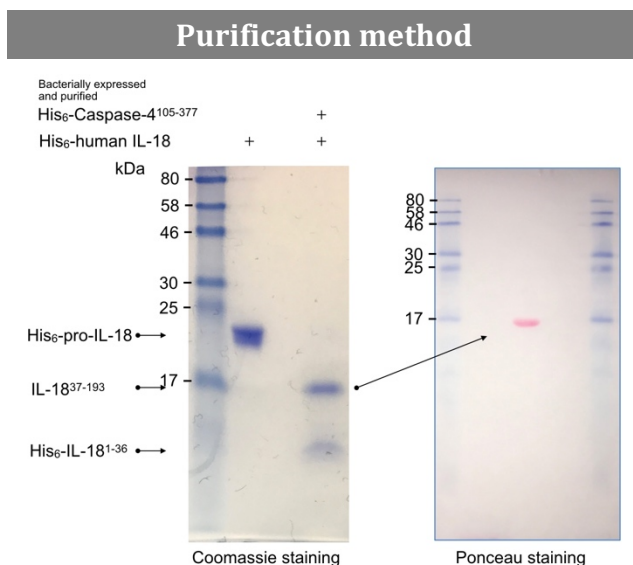 Purification method
Bacterially expressed
and purified
His₆-Caspase-4¹⁰⁵⁻³⁷⁷ +
His₆-human IL-18 + +
kDa
80
58
46
30
25
His₆-pro-IL-18
17
IL-18³⁷⁻¹⁹³
His₆-IL-18¹⁻³⁶
Coomassie staining
80
58
46
30
25
17
Ponceau staining